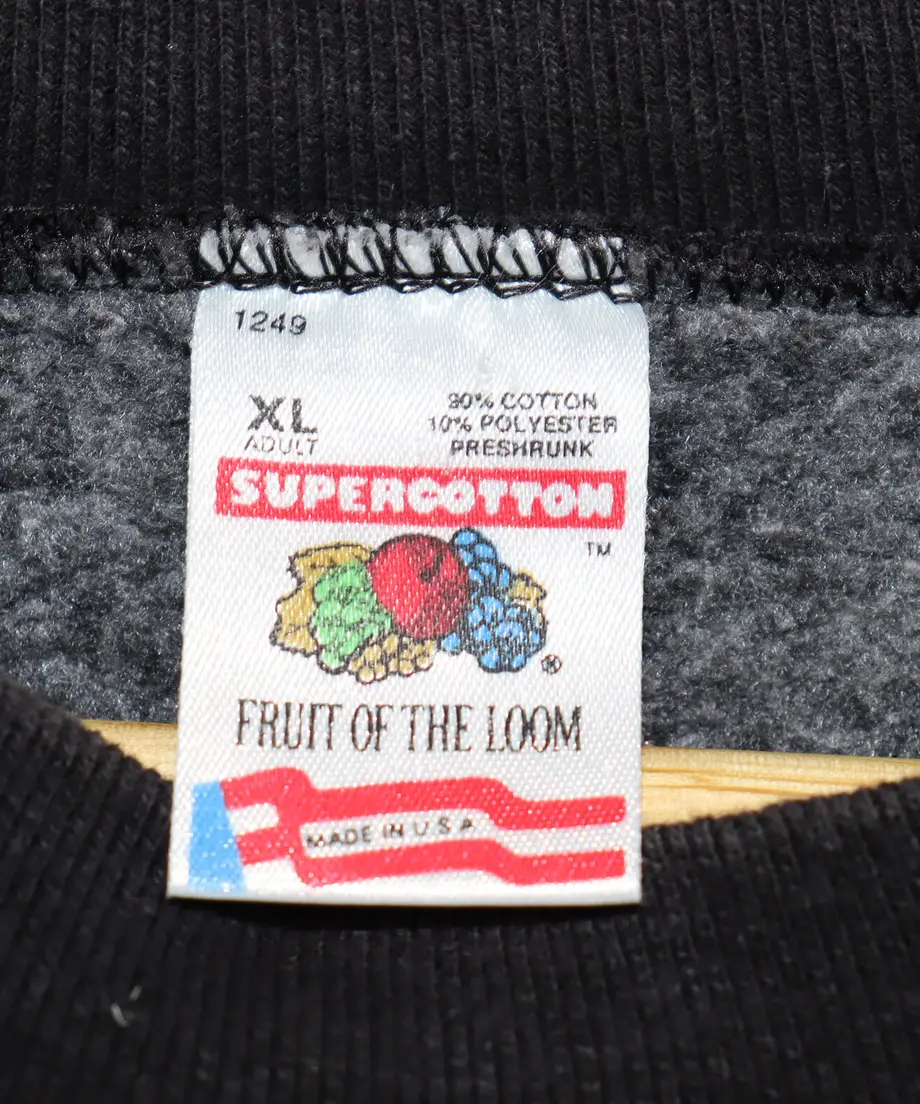 1249
XL
ADULT
90% COTTON
10% POLYESTER
PRESHRUNK
SUPERCOTTON
TM
®
FRUIT OF THE LOOM
MADE IN U.S.A.